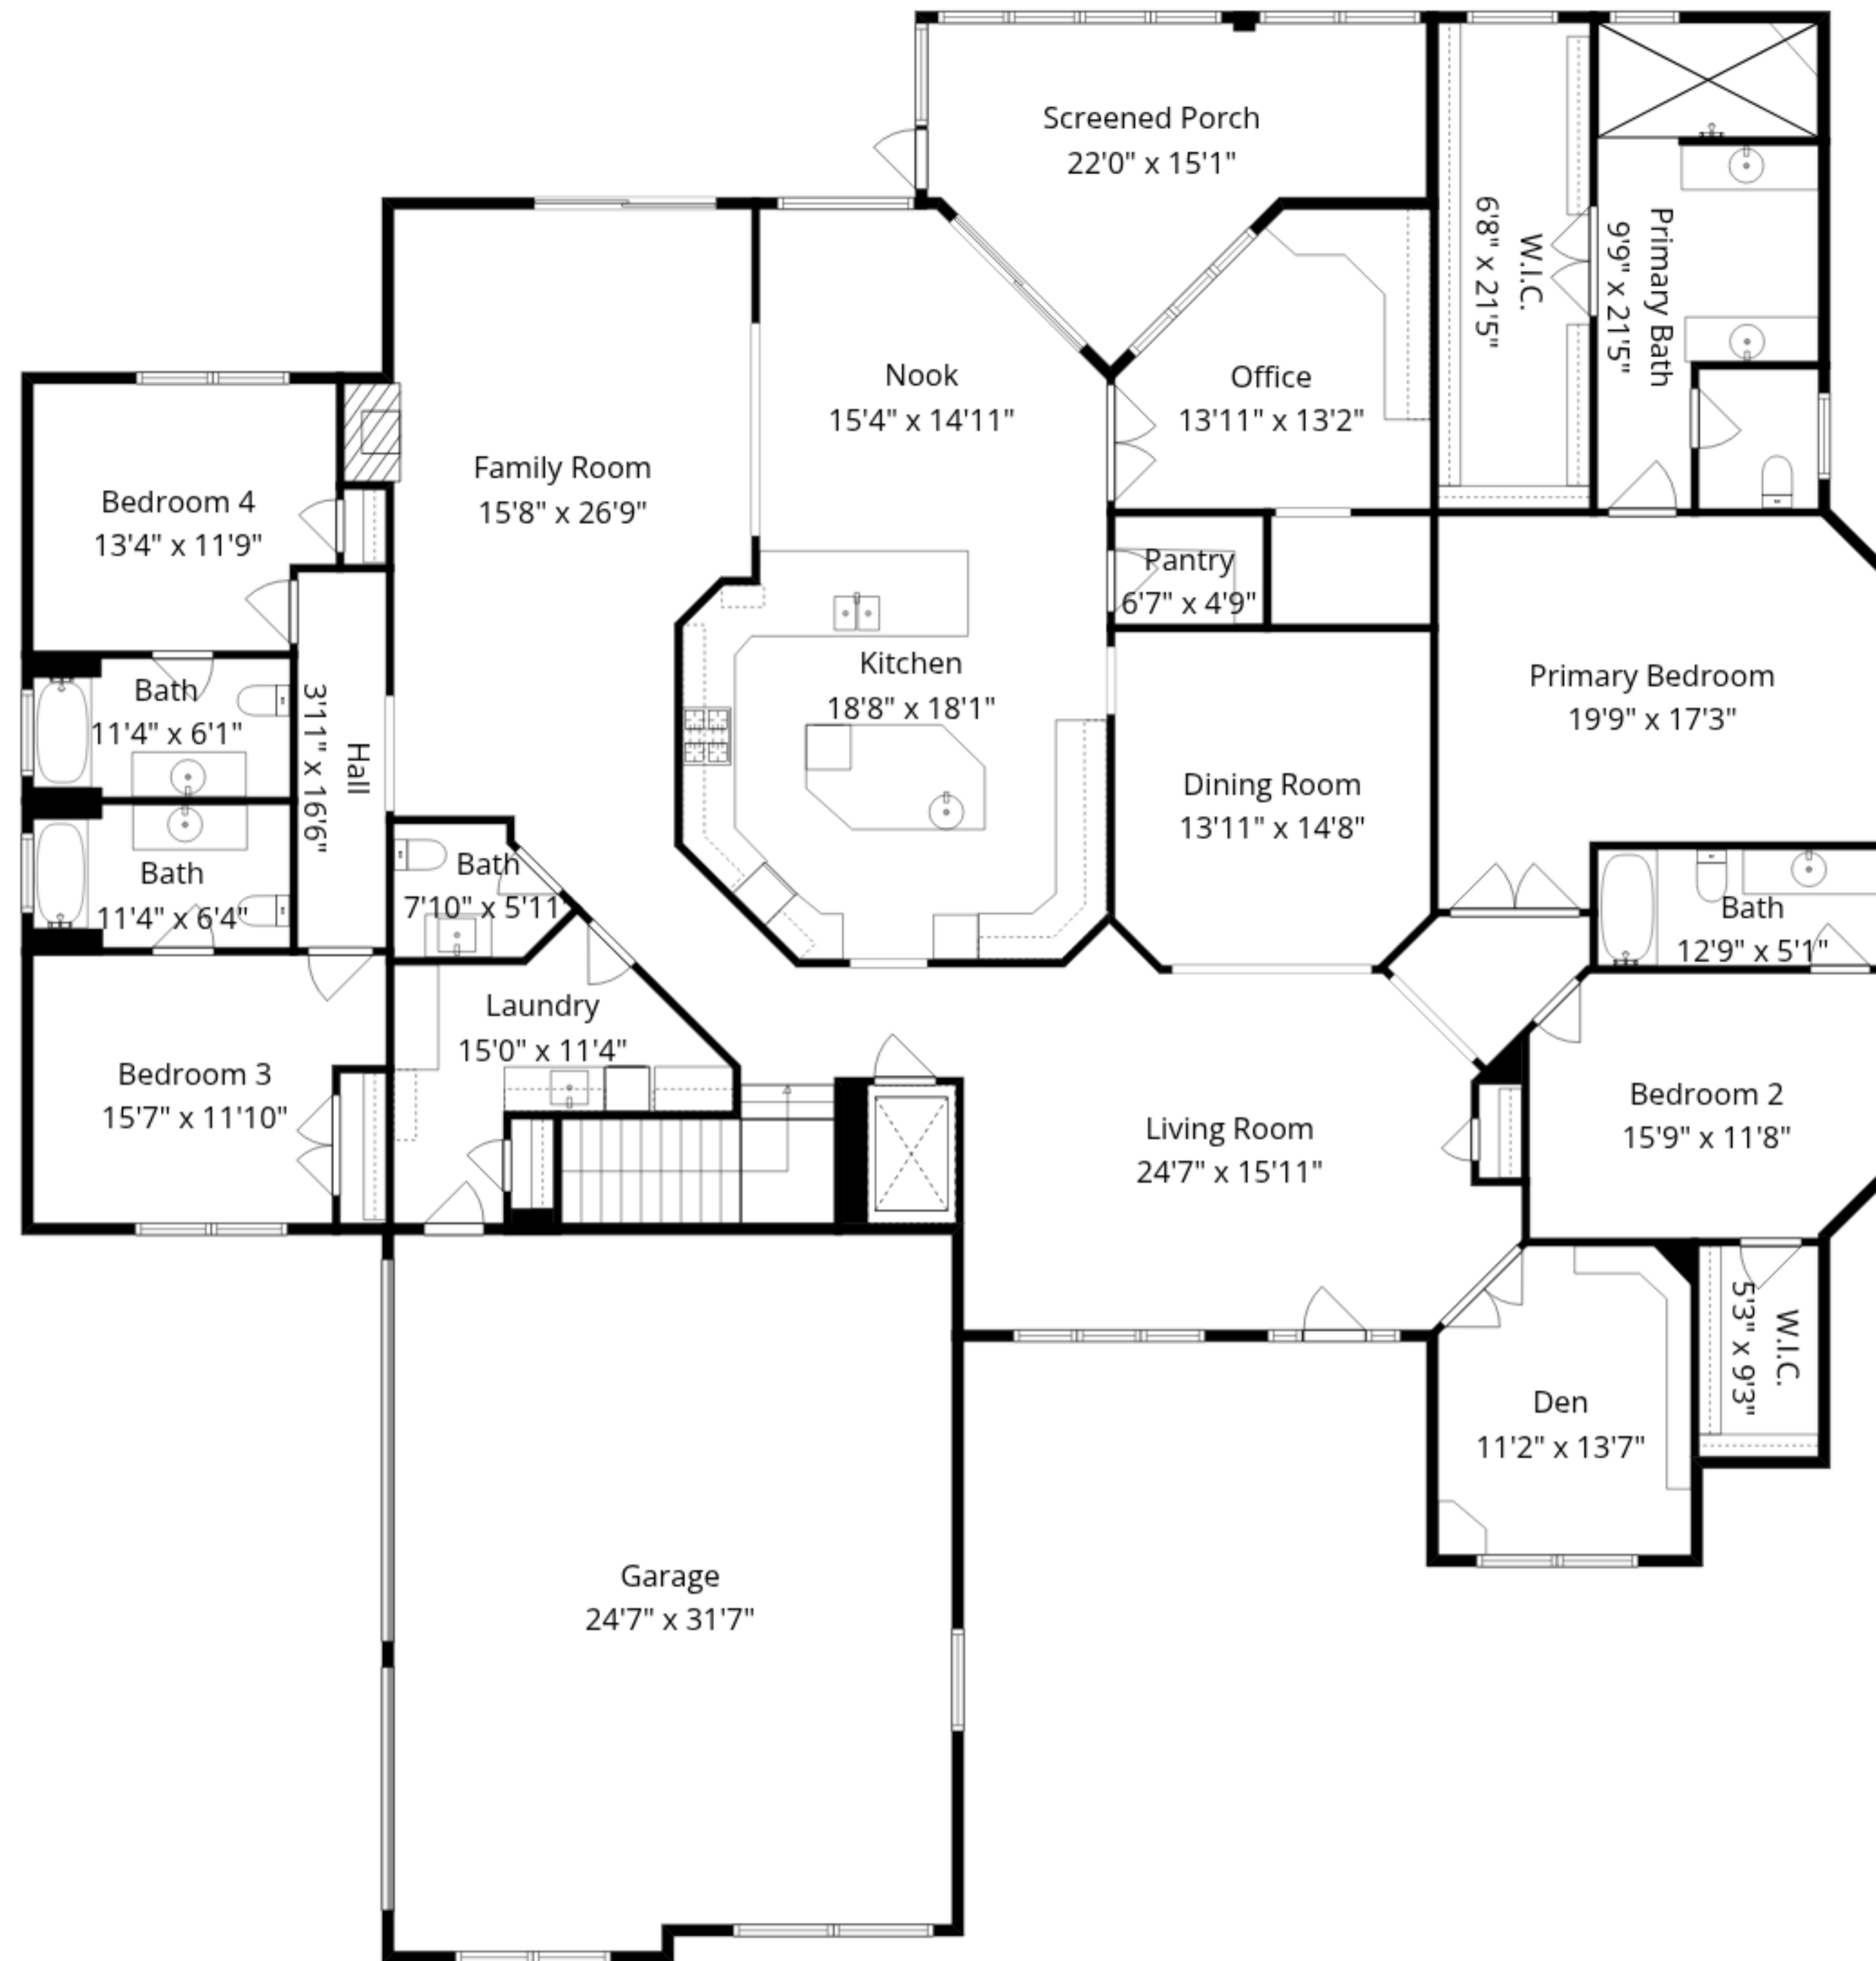 Screened Porch
22'0" x 15'1"
W.I.C.
6'8" x 21'5"
Primary Bath
9'9" x 21'5"
Nook
15'4" x 14'11"
Office
13'11" x 13'2"
Family Room
15'8" x 26'9"
Bedroom 4
13'4" x 11'9"
Pantry
6'7" x 4'9"
Kitchen
18'8" x 18'1"
Primary Bedroom
19'9" x 17'3"
Bath
11'4" x 6'1"
Hall
3'11" x 16'6"
Dining Room
13'11" x 14'8"
Bath
11'4" x 6'4"
Bath
7'10" x 5'11"
Bath
12'9" x 5'1"
Laundry
15'0" x 11'4"
Bedroom 3
15'7" x 11'10"
Living Room
24'7" x 15'11"
Bedroom 2
15'9" x 11'8"
W.I.C.
5'3" x 9'3"
Den
11'2" x 13'7"
Garage
24'7" x 31'7"